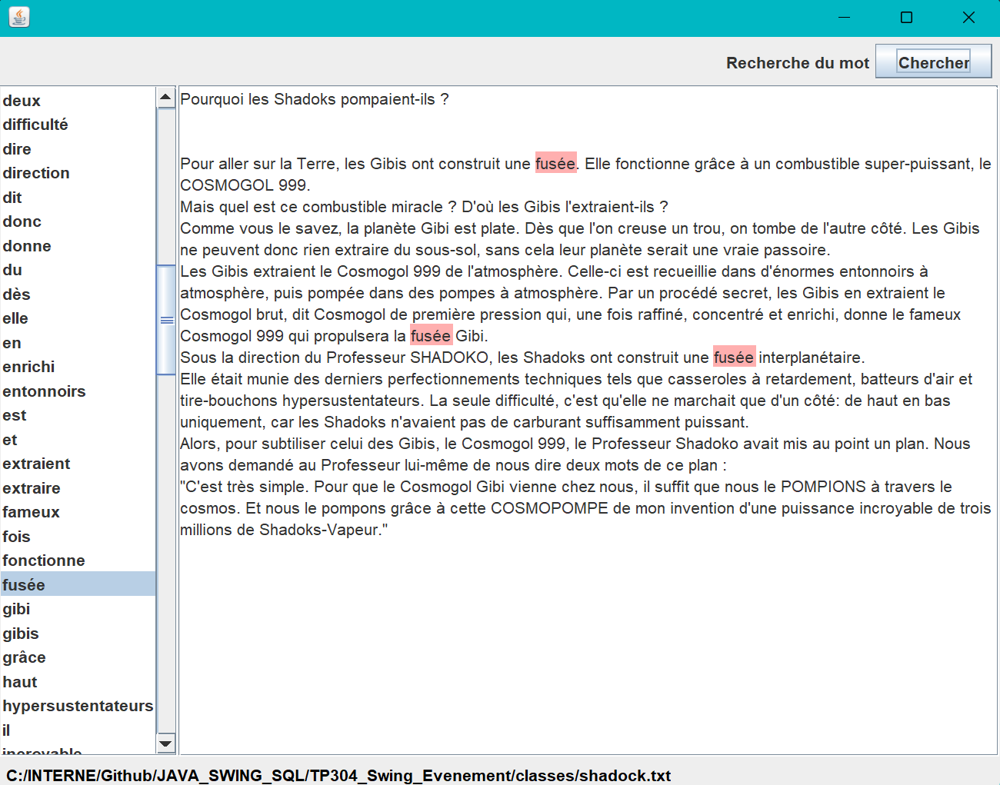 Recherche du mot Chercher
deux
difficulté
dire
direction
dit
donc
donne
du
dès
elle
en
enrichi
entonnoirs
est
et
extraient
extraire
fameux
fois
fonctionne
fusée
gibi
gibis
grâce
haut
hypersustentateurs
il
incroyable
Pourquoi les Shadoks pompaient-ils ?
Pour aller sur la Terre, les Gibis ont construit une fusée. Elle fonctionne grâce à un combustible super-puissant, le
COSMOGOL 999.
Mais quel est ce combustible miracle ? D'où les Gibis l'extraient-ils ?
Comme vous le savez, la planète Gibi est plate. Dès que l'on creuse un trou, on tombe de l'autre côté. Les Gibis
ne peuvent donc rien extraire du sous-sol, sans cela leur planète serait une vraie passoire.
Les Gibis extraient le Cosmogol 999 de l'atmosphère. Celle-ci est recueillie dans d'énormes entonnoirs à
atmosphère, puis pompée dans des pompes à atmosphère. Par un procédé secret, les Gibis en extraient le
Cosmogol brut, dit Cosmogol de première pression qui, une fois raffiné, concentré et enrichi, donne le fameux
Cosmogol 999 qui propulsera la fusée Gibi.
Sous la direction du Professeur SHADOKO, les Shadoks ont construit une fusée interplanétaire.
Elle était munie des derniers perfectionnements techniques tels que casseroles à retardement, batteurs d'air et
tire-bouchons hypersustentateurs. La seule difficulté, c'est qu'elle ne marchait que d'un côté: de haut en bas
uniquement, car les Shadoks n'avaient pas de carburant suffisamment puissant.
Alors, pour subtiliser celui des Gibis, le Cosmogol 999, le Professeur Shadoko avait mis au point un plan. Nous
avons demandé au Professeur lui-même de nous dire deux mots de ce plan :
"C'est très simple. Pour que le Cosmogol Gibi vienne chez nous, il suffit que nous le POMPIONS à travers le
cosmos. Et nous le pompons grâce à cette COSMOPOMPE de mon invention d'une puissance incroyable de trois
millions de Shadoks-Vapeur."
C:/INTERNE/Github/JAVA_SWING_SQL/TP304_Swing_Evenement/classes/shadock.txt